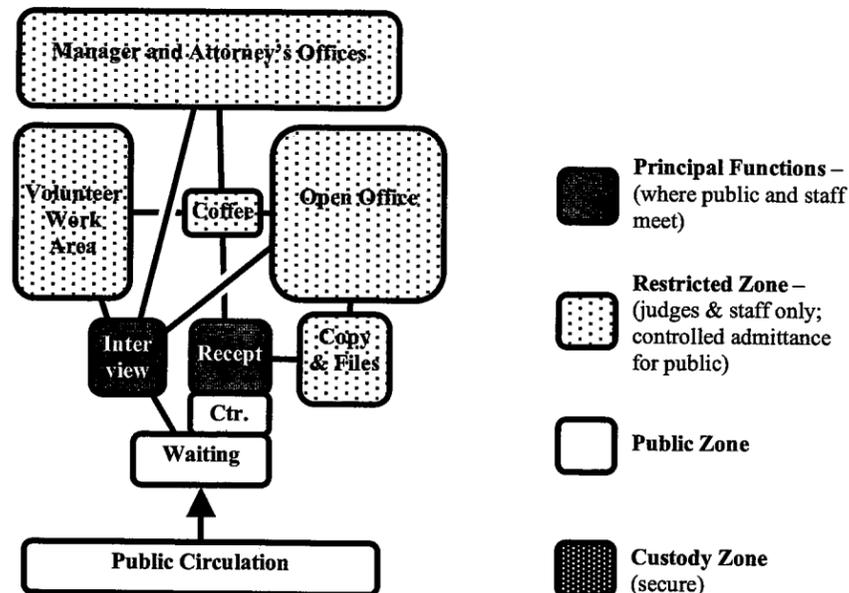 Manager and Attorney's Offices
Volunteer
Work
Area
Coffee
Open Office
Inter
view
Recept
Copy
& Files
Ctr.
Waiting
Public Circulation
Principal Functions –
(where public and staff
meet)
Restricted Zone –
(judges & staff only;
controlled admittance
for public)
Public Zone
Custody Zone
(secure)